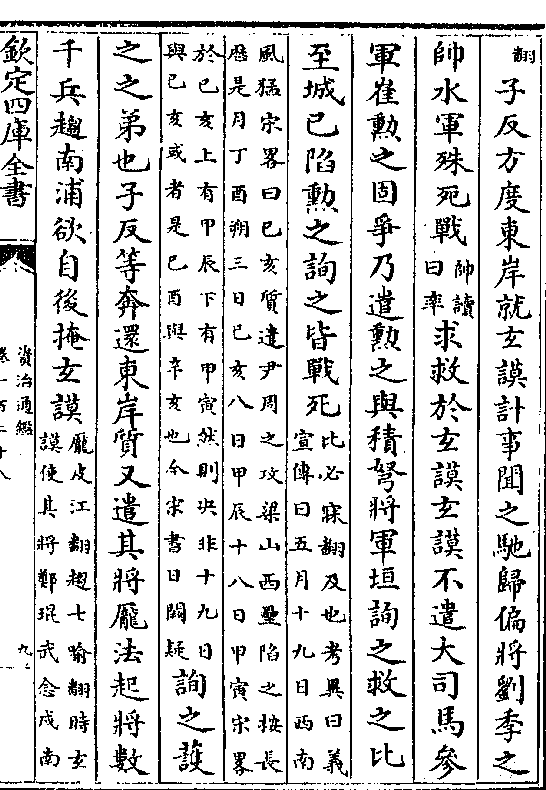 翻子反方度東岸就玄謨計事聞之馳歸偏將劉季之
帥水軍殊死戰帥讀曰率求救於玄謨玄謨不遣大司馬參
軍崔勳之固爭乃遣勳之與積弩將軍垣詢之救之比
至城已陷勳之詢之皆戰死比必寐翻及也考異曰義宣傳曰五月十九日西南
風猛宋畧曰己亥質遣尹周之攻梁山西壘陷之按長
厯是月丁酉朔三日己亥八日甲辰十八日甲寅宋畧
於己亥上有甲辰下有甲寅然則決非十九日
與己亥或者是己酉與辛亥也今宋書日闕疑詢之護
之之弟也子反等奔還東岸質又遣其將龎法起將數
千兵趨南浦欲自後掩玄謨龎皮江翻趨七喻翻時玄謨使其將鄭琨武念戍南
欽定四庫全書
資治通鑑
卷一百二十八
九